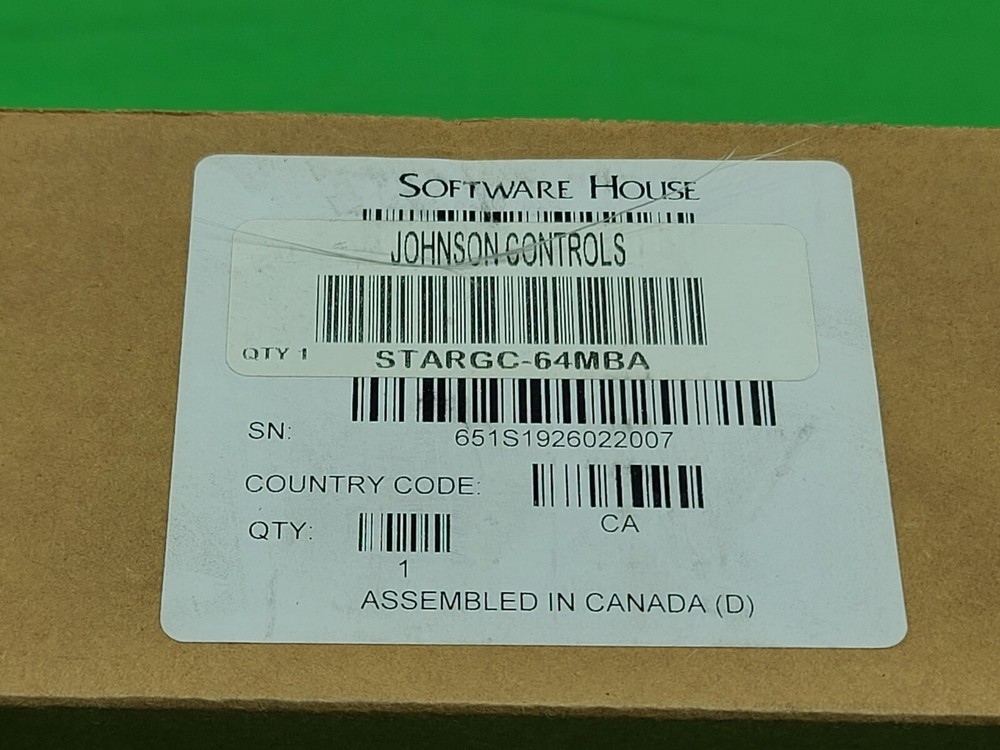 SOFTWARE HOUSE
JOHNSON CONTROLS
QTY 1 STARGC-64MBA
SN: 651S1926022007
COUNTRY CODE: CA
QTY: 1
ASSEMBLED IN CANADA (D)